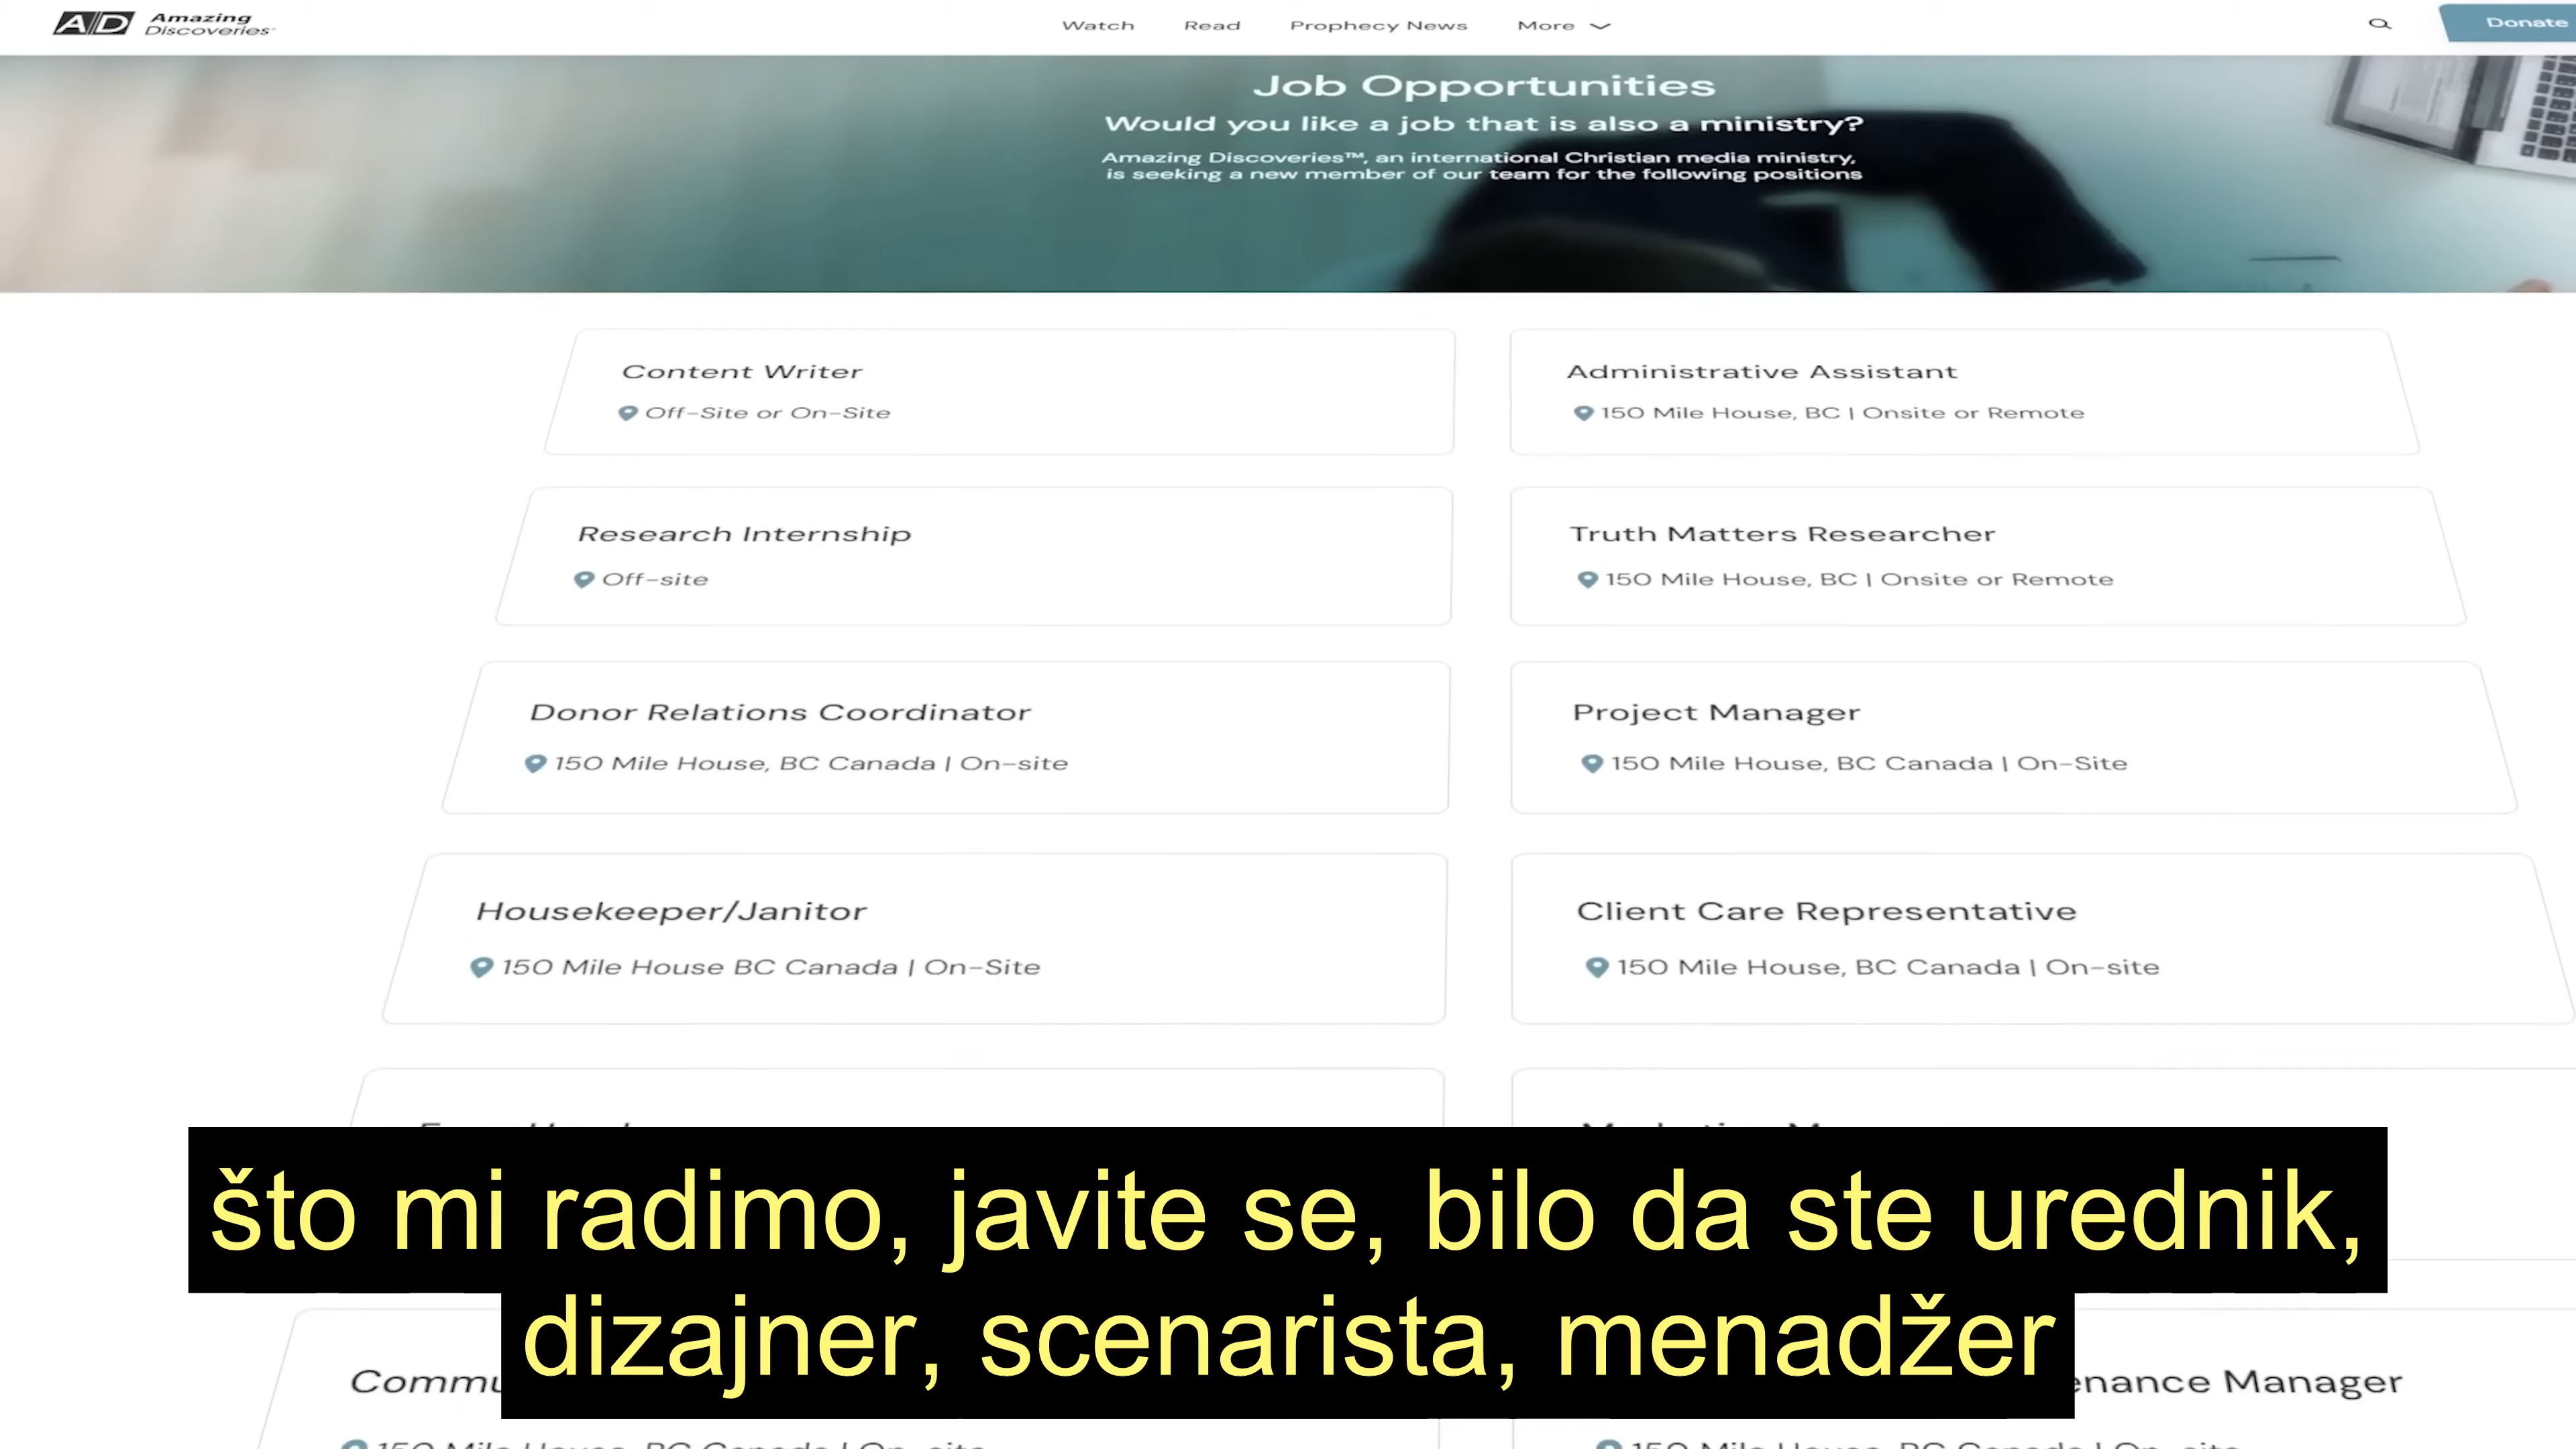 AD Amazing
Discoveries
Watch Read Prophecy News More
Donate
Job Opportunities
Would you like a job that is also a ministry?
Amazing Discoveries™, an international Christian media ministry,
is seeking a new member of our team for the following positions
Content Writer
Off-Site or On-Site
Administrative Assistant
150 Mile House, BC | Onsite or Remote
Research Internship
Off-site
Truth Matters Researcher
150 Mile House, BC | Onsite or Remote
Donor Relations Coordinator
150 Mile House, BC Canada | On-site
Project Manager
150 Mile House, BC Canada | On-Site
Housekeeper/Janitor
150 Mile House BC Canada | On-Site
Client Care Representative
150 Mile House, BC Canada | On-site
što mi radimo, javite se, bilo da ste urednik,
dizajner, scenarista, menadžer
Manager